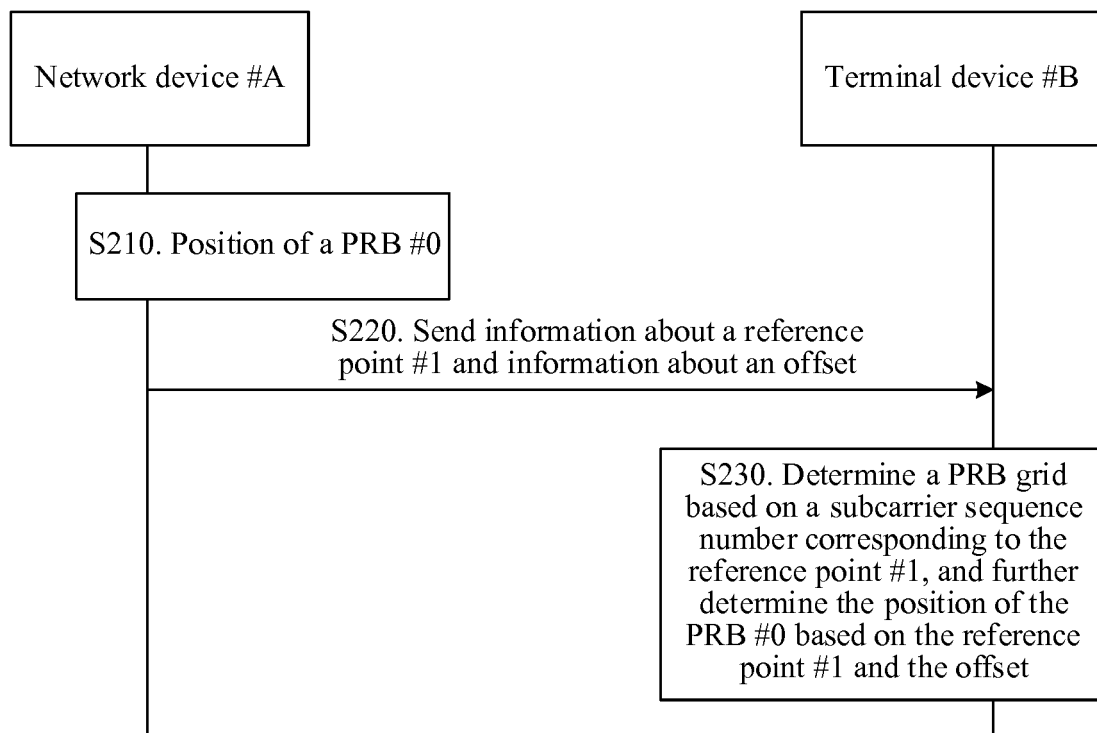 Network device #A
Terminal device #B
S210. Position of a PRB #0
S220. Send information about a reference
point #1 and information about an offset
S230. Determine a PRB grid
based on a subcarrier sequence
number corresponding to the
reference point #1, and further
determine the position of the
PRB #0 based on the reference
point #1 and the offset